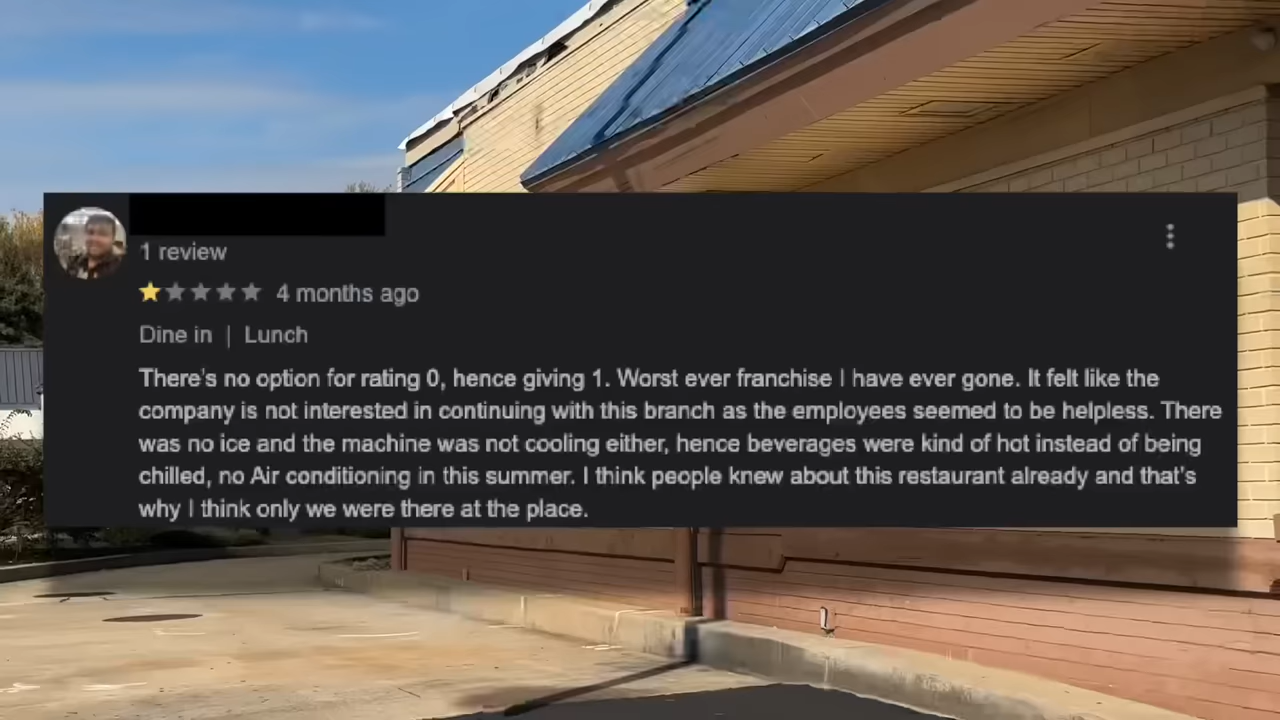 1 review
4 months ago
Dine in | Lunch
There's no option for rating 0, hence giving 1. Worst ever franchise I have ever gone. It felt like the
company is not interested in continuing with this branch as the employees seemed to be helpless. There
was no ice and the machine was not cooling either, hence beverages were kind of hot instead of being
chilled, no Air conditioning in this summer. I think people knew about this restaurant already and that's
why I think only we were there at the place.